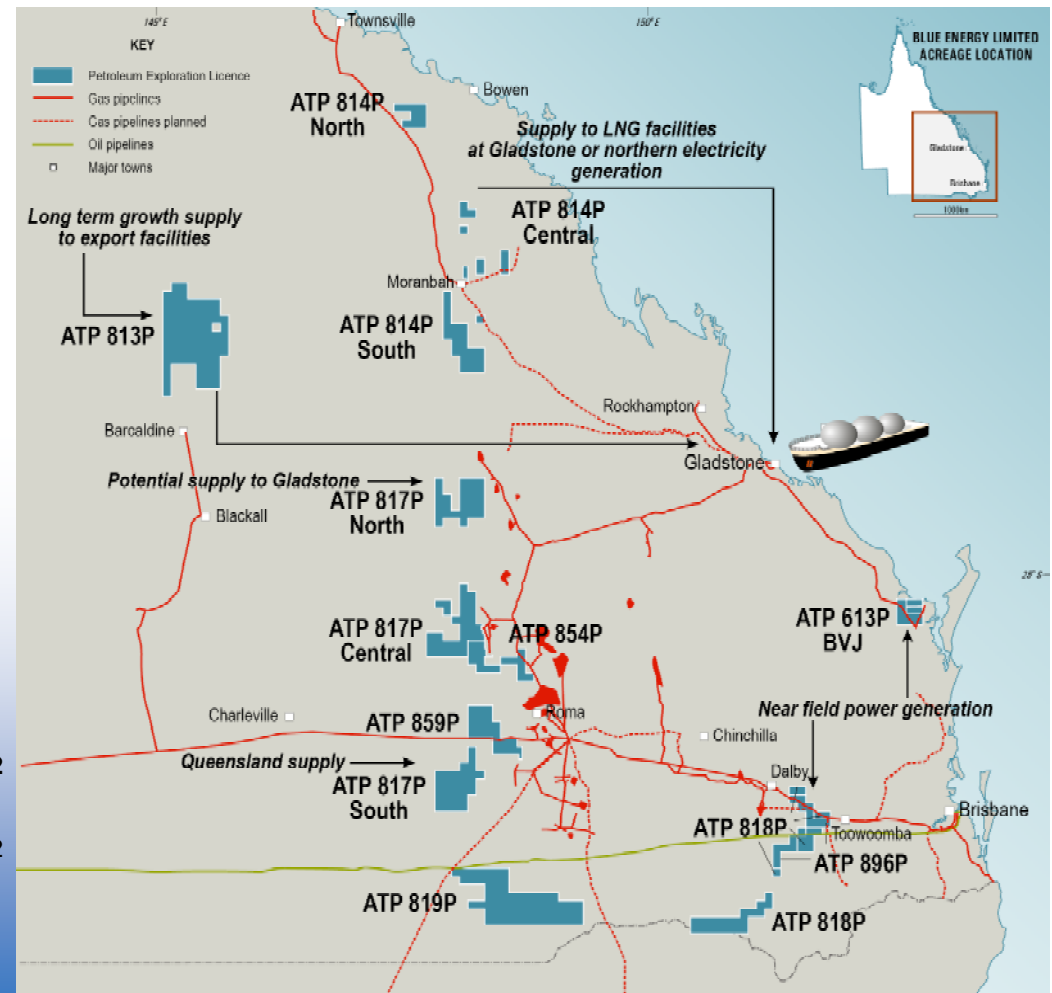 145° E
150° E
Townsville
KEY
Petroleum Exploration Licence
Gas pipelines
Gas pipelines planned
Oil pipelines
Major towns
BLUE ENERGY LIMITED
ACREAGE LOCATION
Gladstone
Brisbane
1000km
Bowen
ATP 814P
North
Supply to LNG facilities
at Gladstone or northern electricity
generation
ATP 814P
Central
Long term growth supply
to export facilities
Moranbah
ATP 813P
ATP 814P
South
Rockhampton
Barcaldine
Gladstone
Potential supply to Gladstone
ATP 817P
North
Blackall
ATP 817P
Central
ATP 854P
ATP 613P
BVJ
Charleville
ATP 859P
Roma
Near field power generation
Chinchilla
Queensland supply
ATP 817P
South
Dalby
Brisbane
ATP 818P
Toowoomba
ATP 896P
ATP 819P
ATP 818P